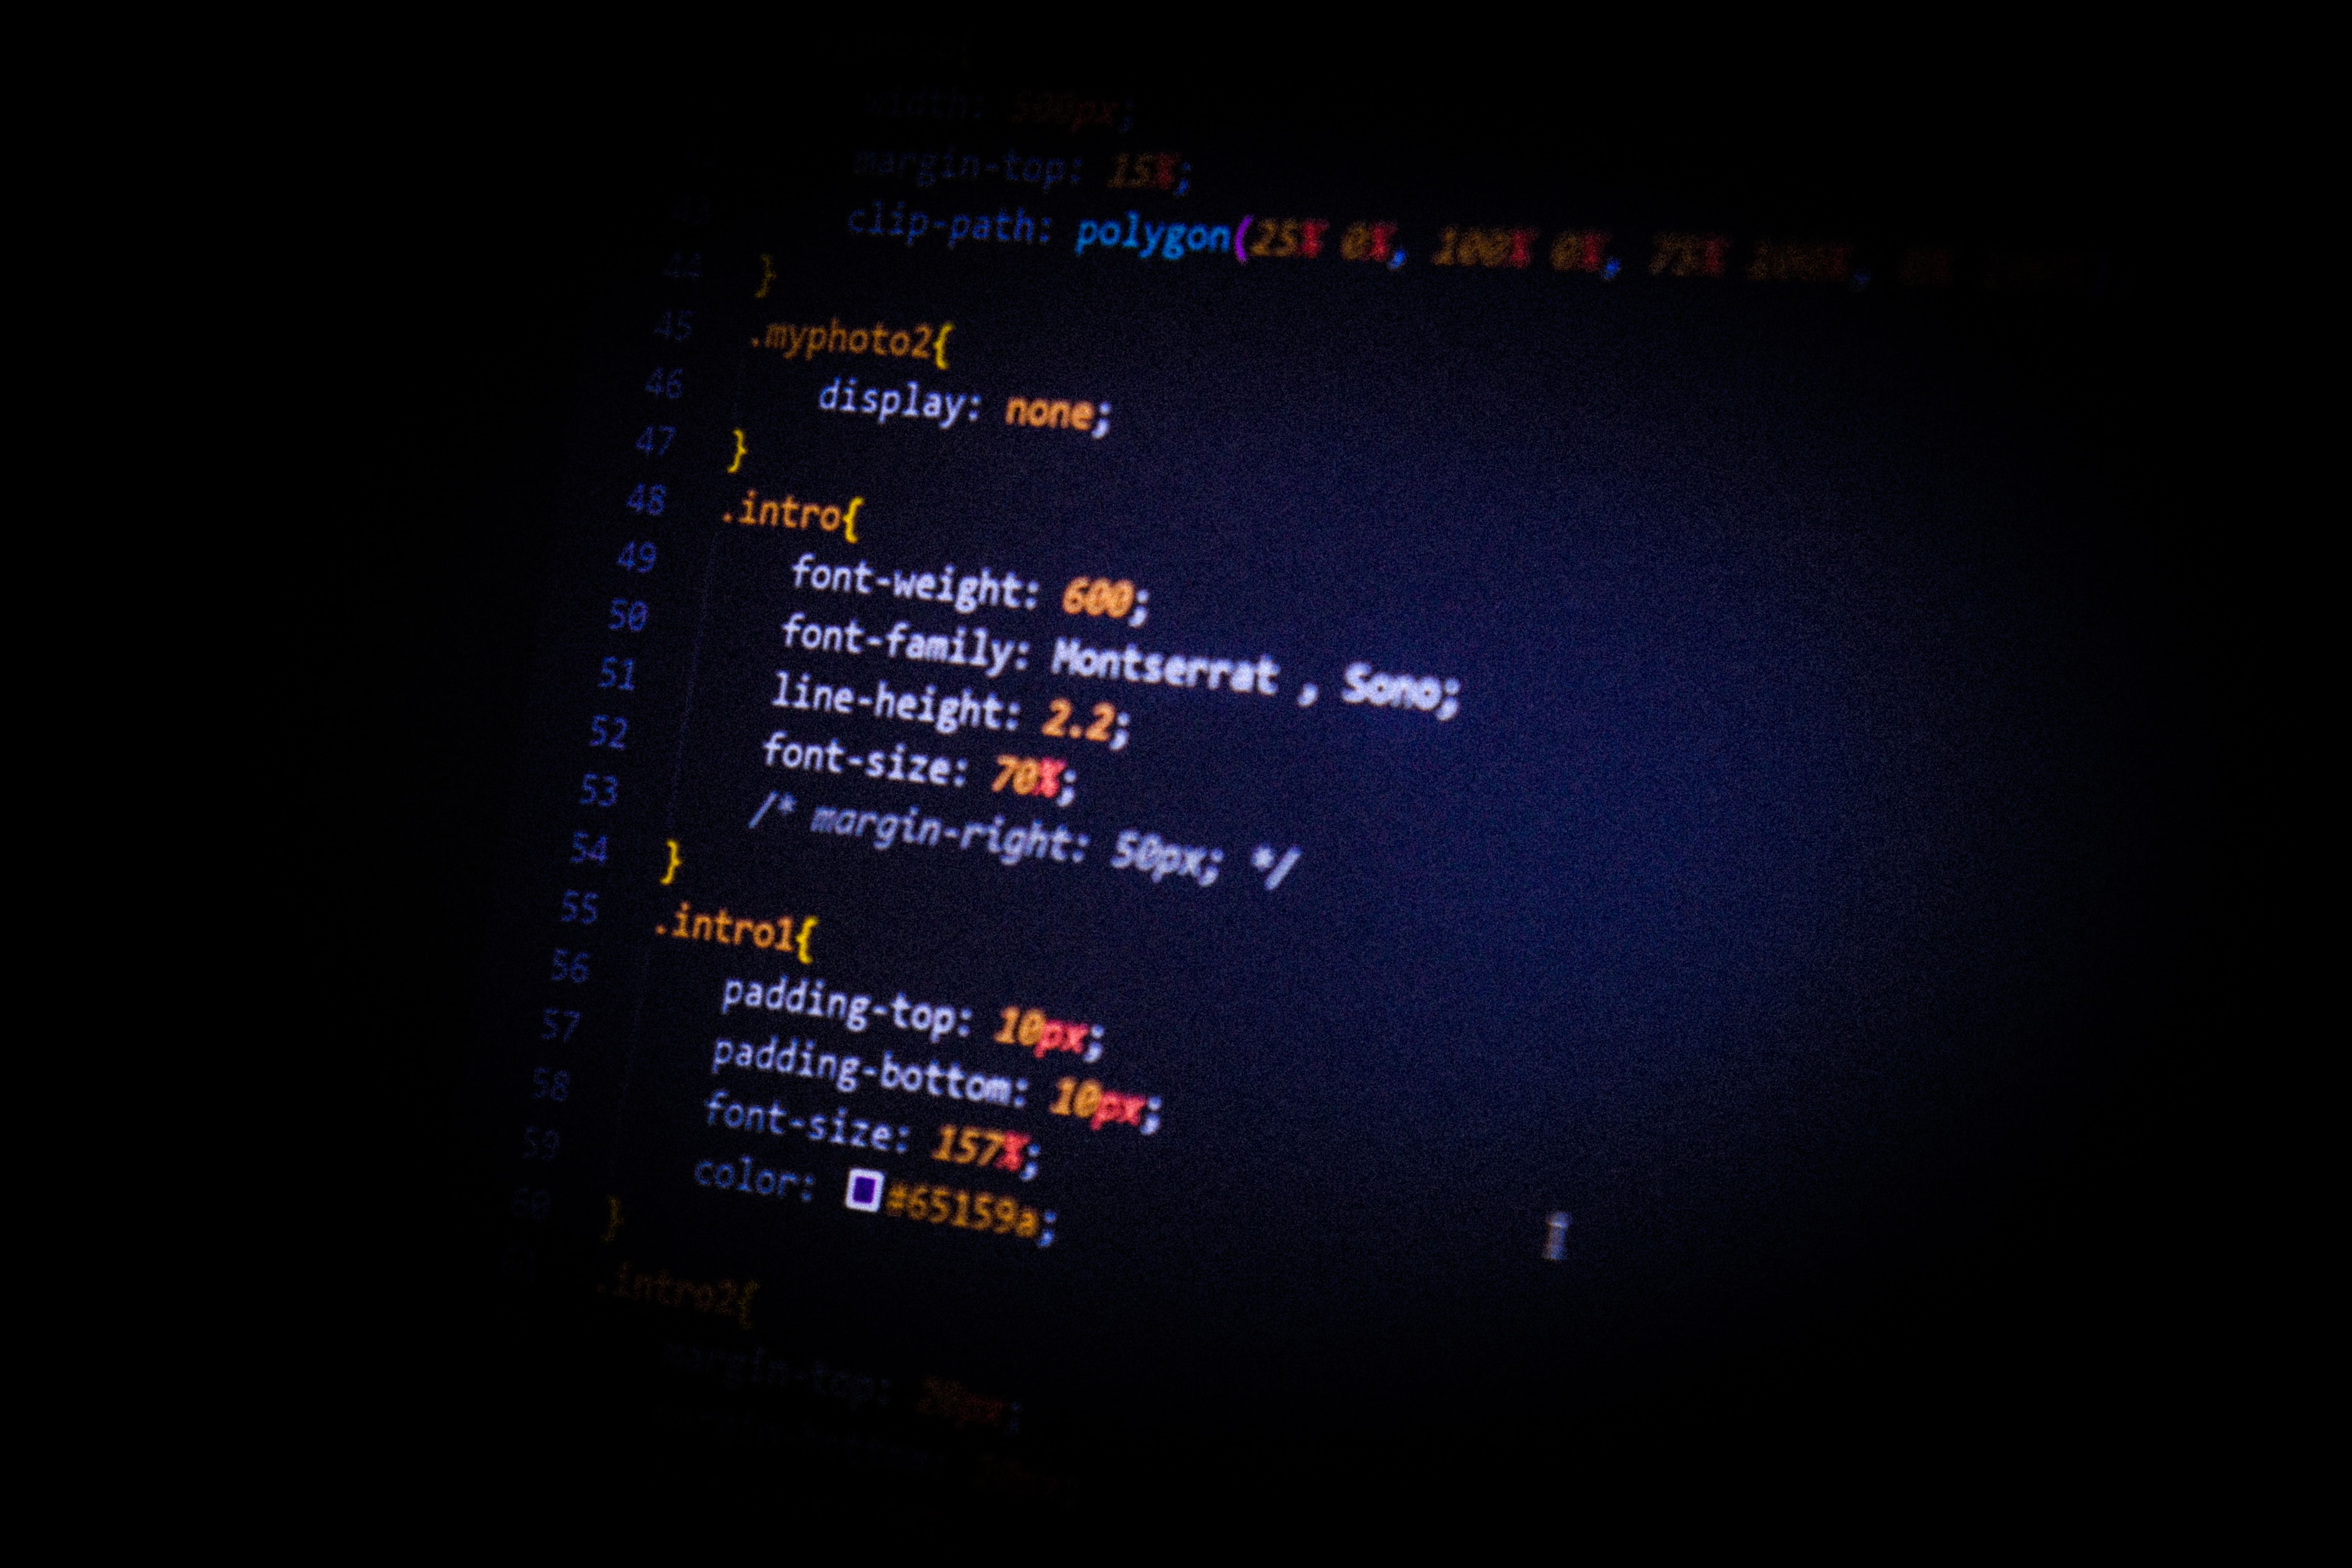 width: 500px;
margin-top: 15%;
43 clip-path: polygon(25% 0%, 100% 0%, 75% 100%, 0%
44 }
45 .myphoto2{
46 display: none;
47 }
48 .intro{
49 font-weight: 600;
50 font-family: Montserrat , Sono;
51 line-height: 2.2;
52 font-size: 70%;
53 /* margin-right: 50px; */
54 }
55 .intro1{
56 padding-top: 10px;
57 padding-bottom: 10px;
58 font-size: 157%;
59 color: #65159a;
60 }
.intro2{
margin-top: 20px;